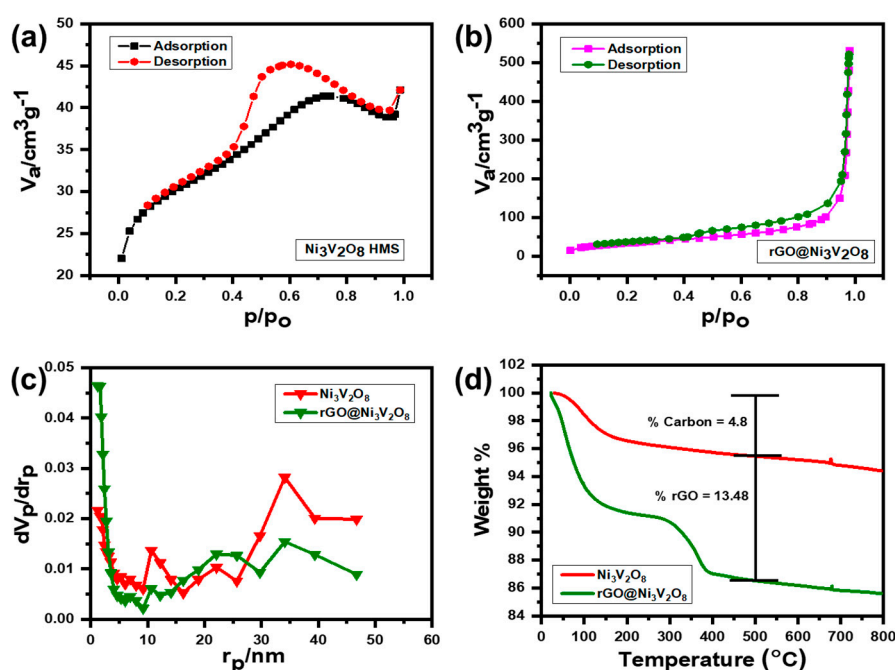 (a)
Adsorption
Desorption
Ni3V2O8 HMS
Va/cm3g-1
50
45
40
35
30
25
20
0.0 0.2 0.4 0.6 0.8 1.0
p/po
(b)
Adsorption
Desorption
rGO@Ni3V2O8
Va/cm3g-1
600
500
400
300
200
100
0
0.0 0.2 0.4 0.6 0.8 1.0
p/po
(c)
Ni3V2O8
rGO@Ni3V2O8
dVp/drp
0.05
0.04
0.03
0.02
0.01
0.00
0 10 20 30 40 50 60
rp/nm
(d)
% Carbon = 4.8
% rGO = 13.48
Ni3V2O8
rGO@Ni3V2O8
Weight %
102
100
98
96
94
92
90
88
86
84
0 100 200 300 400 500 600 700 800
Temperature (°C)